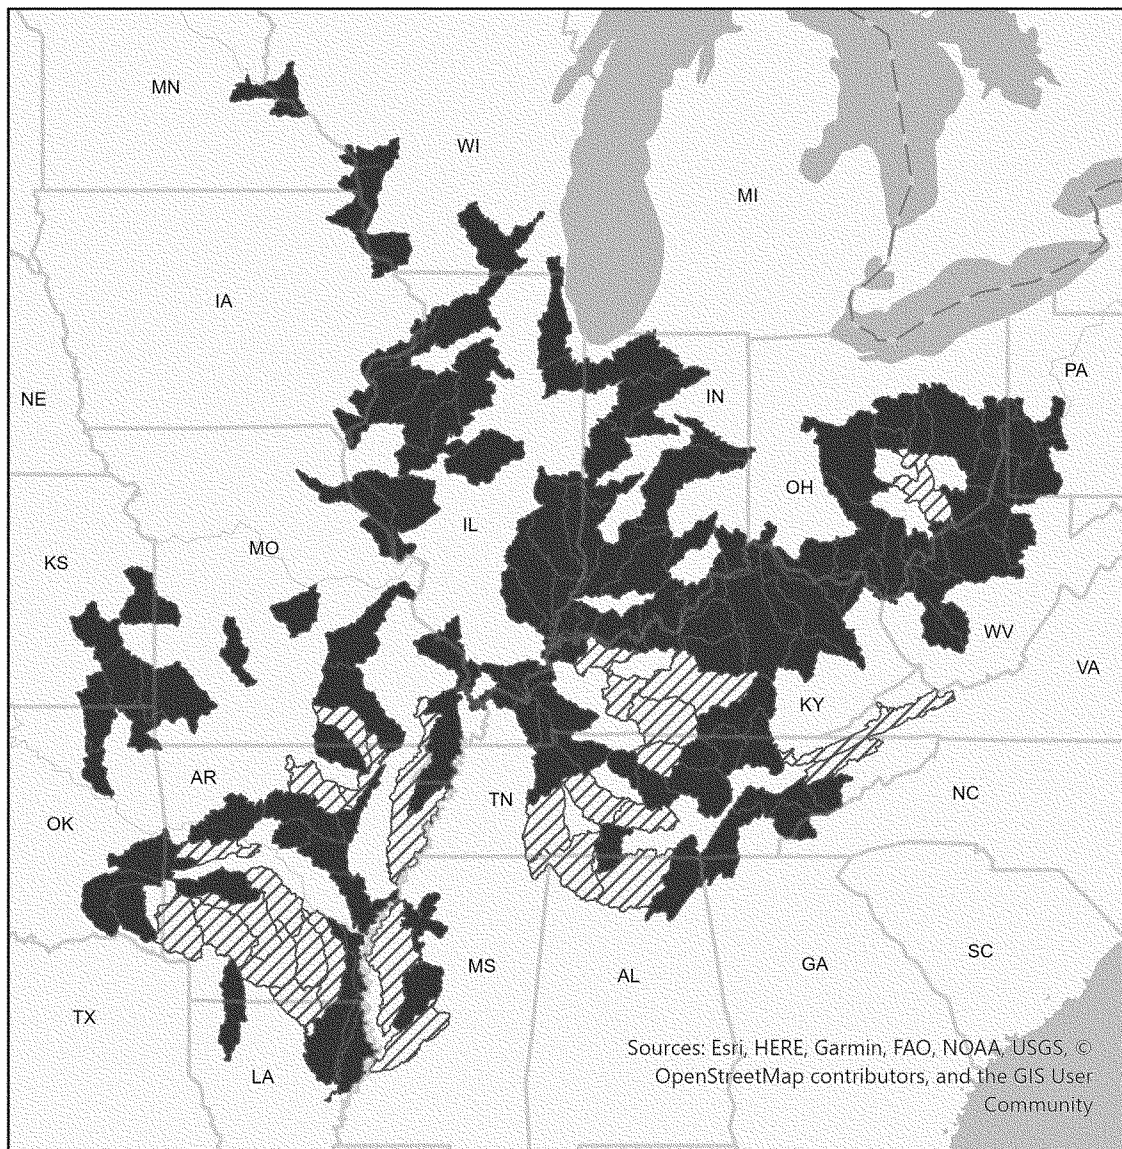 MN
WI
MI
IA
NE
IN
PA
OH
IL
MO
KS
WV
VA
KY
AR
TN
NC
OK
MS
AL
GA
SC
TX
LA
Sources: Esri, HERE, Garmin, FAO, NOAA, USGS, ©
OpenStreetMap contributors, and the GIS User
Community